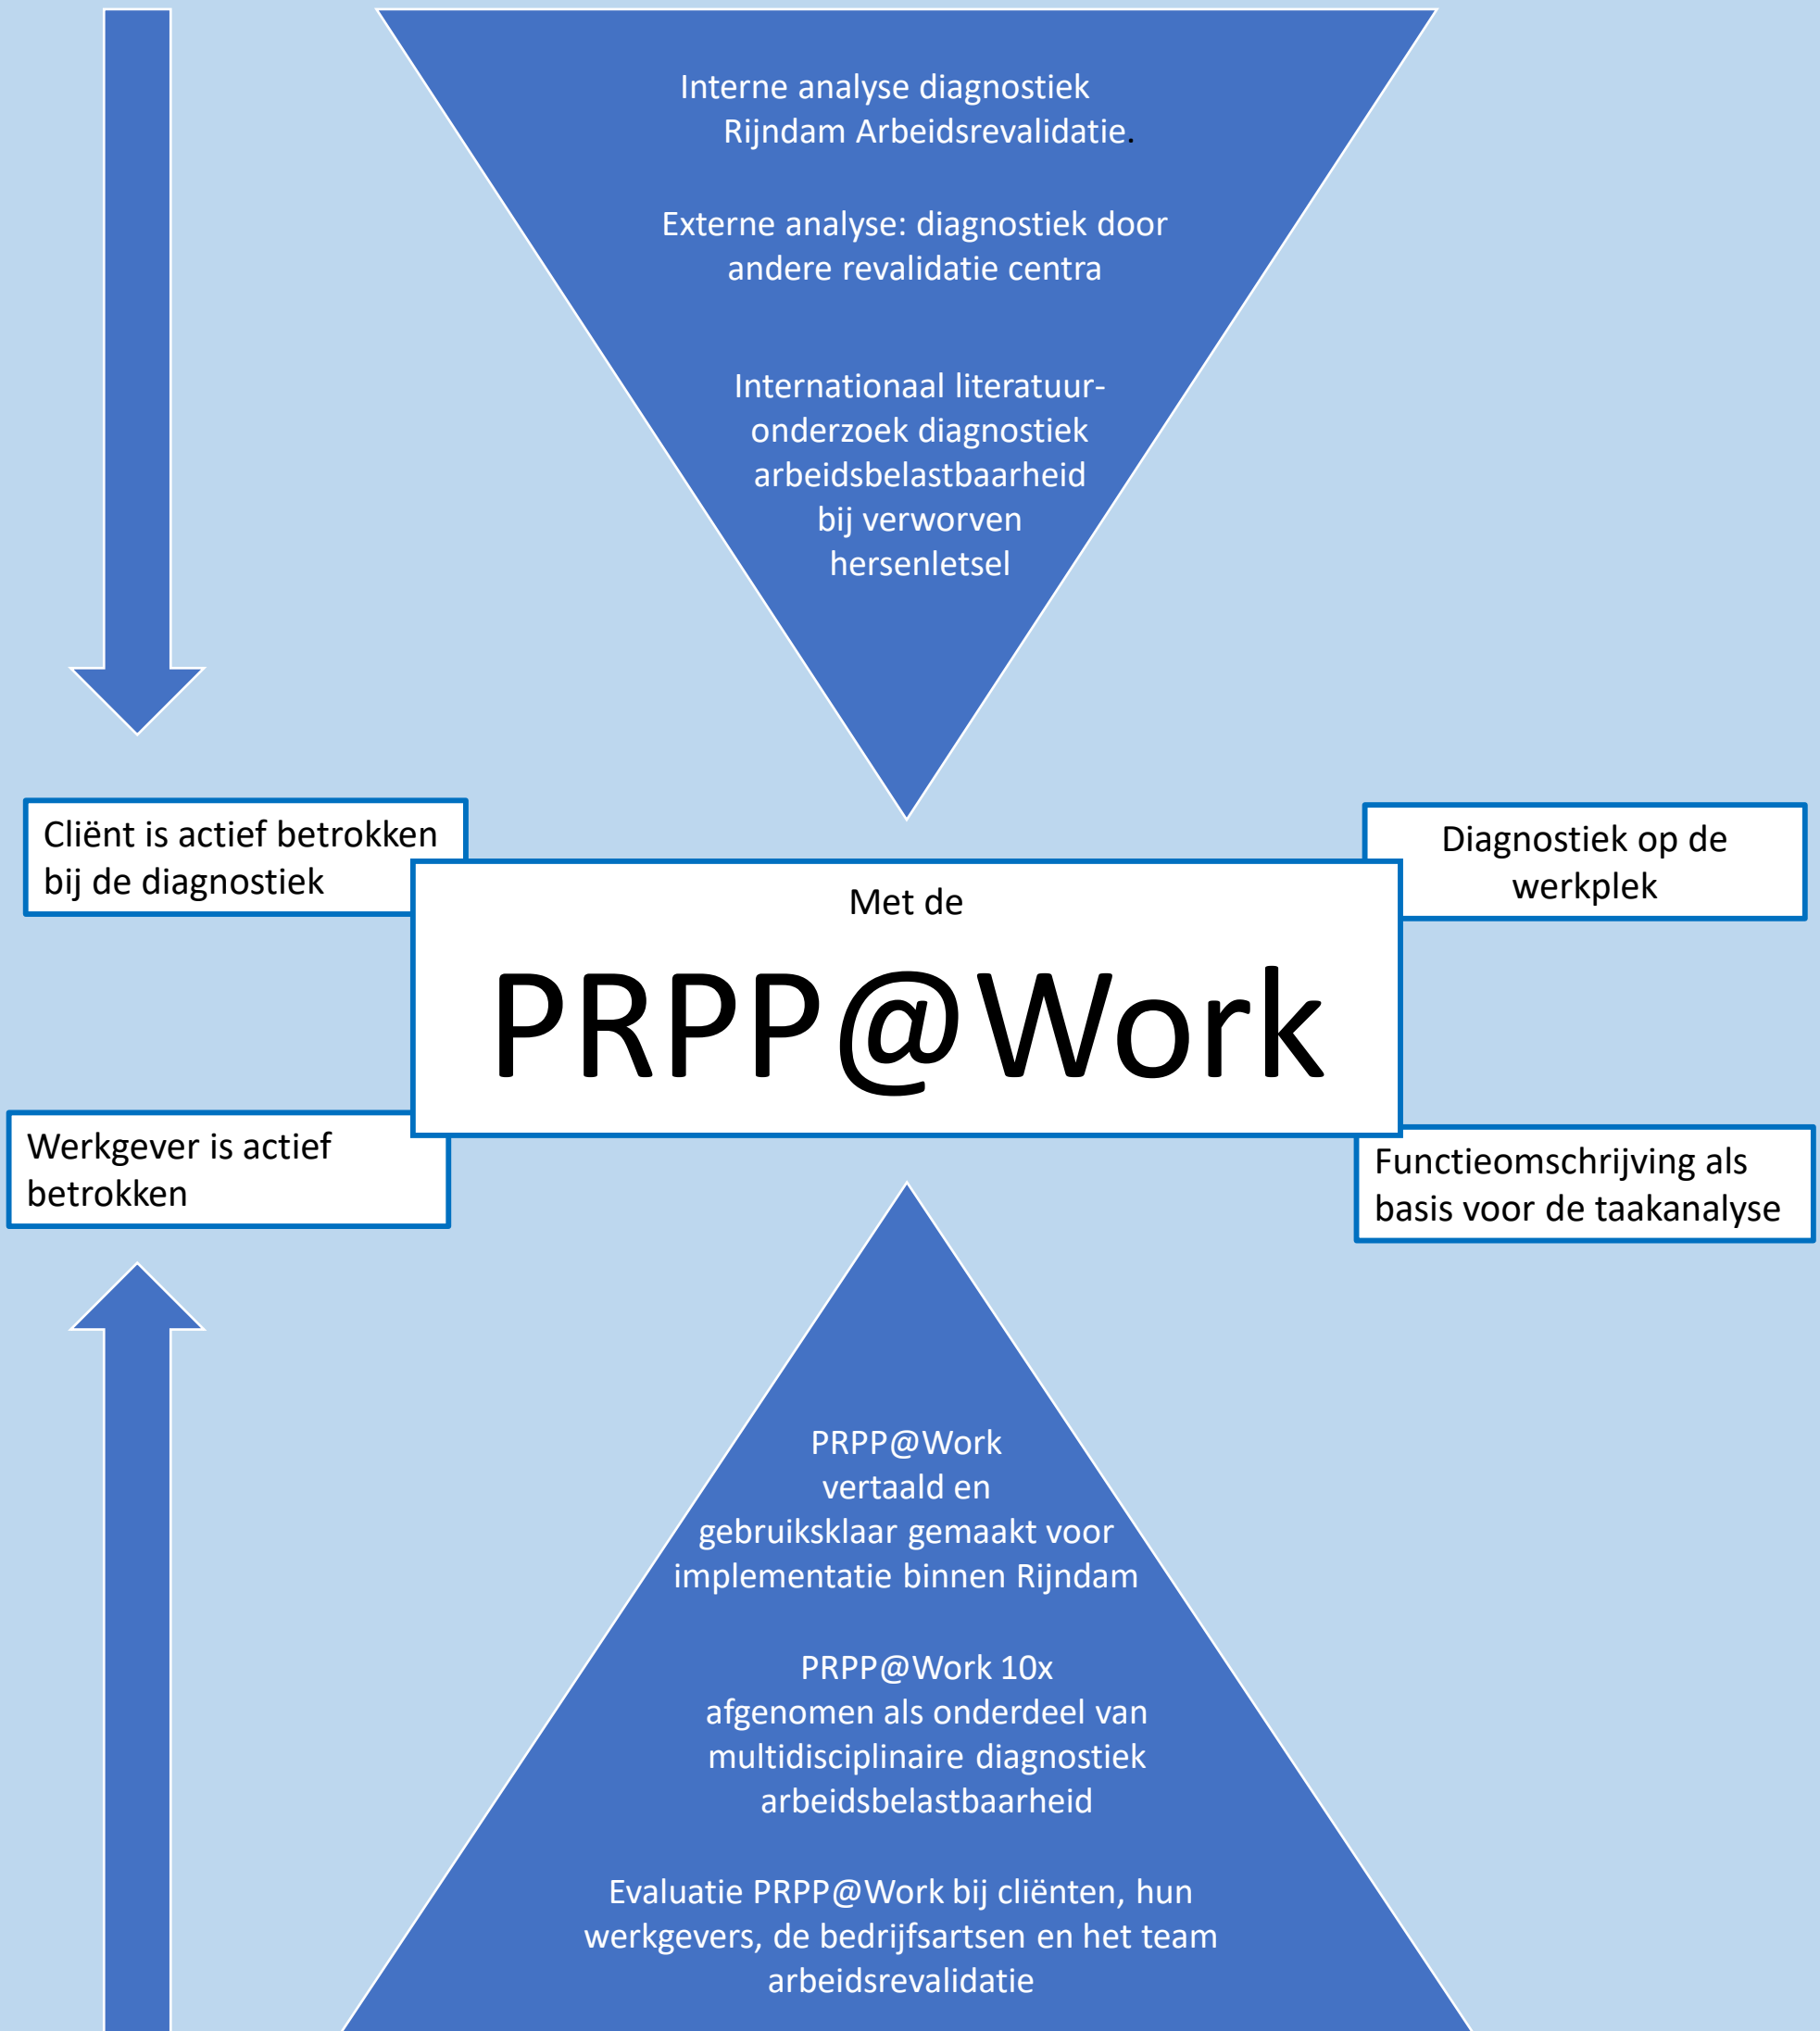 Interne analyse diagnostiek
Rijndam Arbeidsrevalidatie.
Externe analyse: diagnostiek door
andere revalidatie centra
Internationaal literatuur-
onderzoek diagnostiek
arbeidsbelastbaarheid
bij verworven
hersenletsel
Cliënt is actief betrokken
bij de diagnostiek
Diagnostiek op de
werkplek
Met de
PRPP@Work
Werkgever is actief
betrokken
Functieomschrijving als
basis voor de taakanalyse
PRPP@Work
vertaald en
gebruiksklaar gemaakt voor
implementatie binnen Rijndam
PRPP@Work 10x
afgenomen als onderdeel van
multidisciplinaire diagnostiek
arbeidsbelastbaarheid
Evaluatie PRPP@Work bij cliënten, hun
werkgevers, de bedrijfsartsen en het team
arbeidsrevalidatie